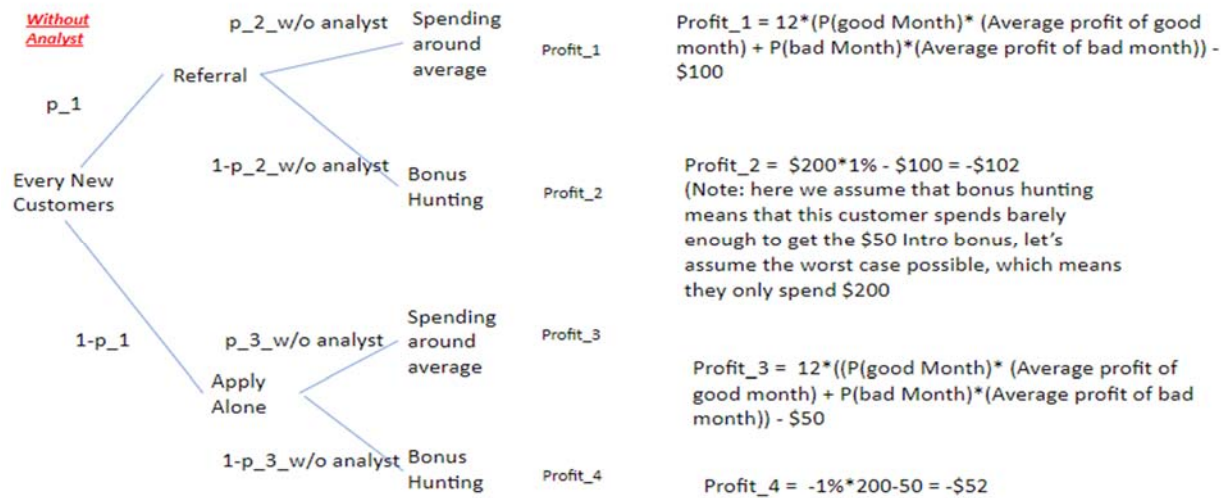 Without
Analyst
p_2_w/o analyst
Spending
around
average
Profit_1
Profit_1 = 12*(P(good Month)* (Average profit of good
month) + P(bad Month)*(Average profit of bad month)) -
$100
Referral
p_1
1-p_2_w/o analyst
Bonus
Hunting
Profit_2
Profit_2 = $200*1% - $100 = -$102
(Note: here we assume that bonus hunting
means that this customer spends barely
enough to get the $50 Intro bonus, let's
assume the worst case possible, which means
they only spend $200
Every New
Customers
1-p_1
p_3_w/o analyst
Spending
around
average
Profit_3
Profit_3 = 12*((P(good Month)* (Average profit of
good month) + P(bad Month)*(Average profit of bad
month)) - $50
Apply
Alone
1-p_3_w/o analyst
Bonus
Hunting
Profit_4
Profit_4 = -1%*200-50 = -$52